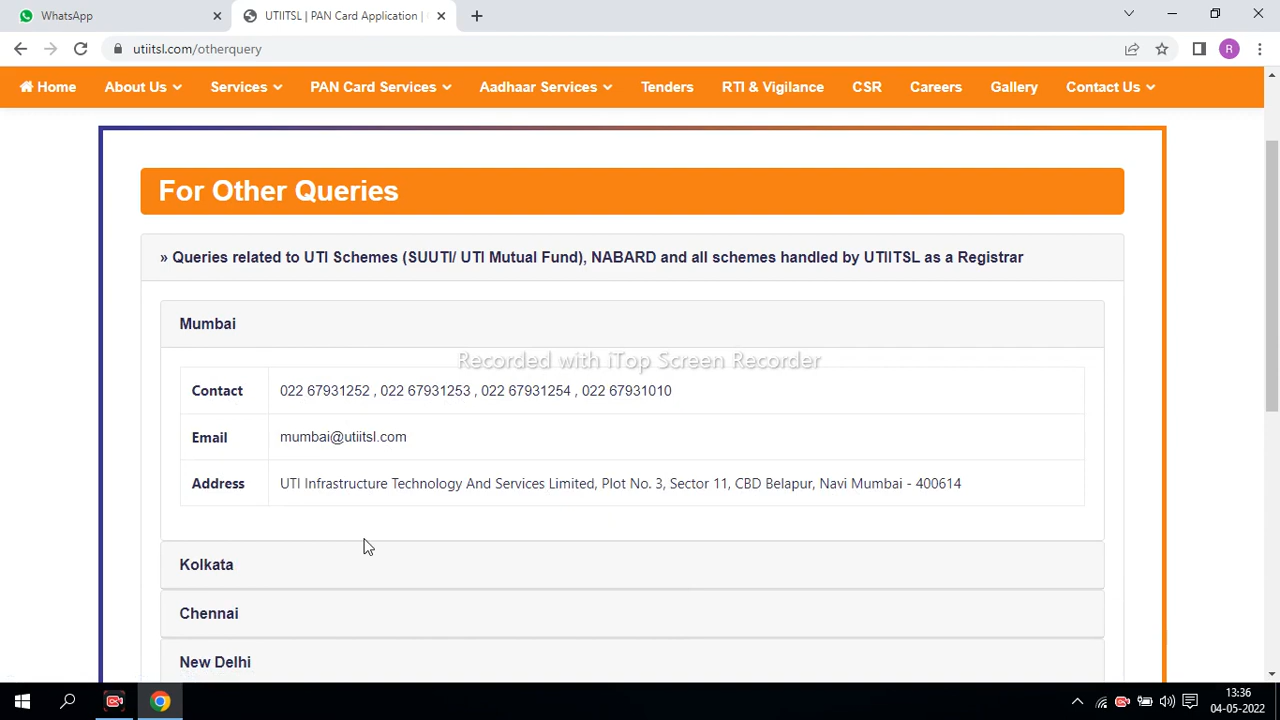 WhatsApp
UTIITSL | PAN Card Application |
utiitsl.com/otherquery
R
Home About Us Services PAN Card Services Aadhaar Services Tenders RTI & Vigilance CSR Careers Gallery Contact Us
For Other Queries
» Queries related to UTI Schemes (SUUTI/ UTI Mutual Fund), NABARD and all schemes handled by UTIITSL as a Registrar
Mumbai
Recorded with iTop Screen Recorder
Contact 022 67931252 , 022 67931253 , 022 67931254 , 022 67931010
Email mumbai@utiitsl.com
Address UTI Infrastructure Technology And Services Limited, Plot No. 3, Sector 11, CBD Belapur, Navi Mumbai - 400614
Kolkata
Chennai
New Delhi
13:36
04-05-2022